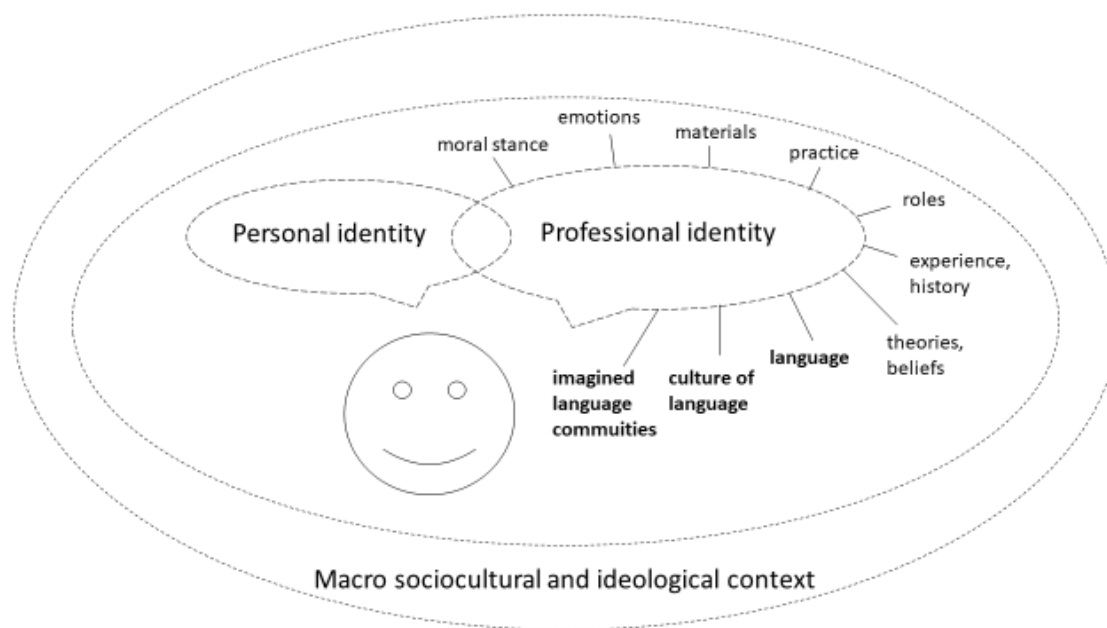 emotions
materials
moral stance
practice
roles
Personal identity
Professional identity
experience,
history
theories,
beliefs
language
culture of
language
imagined
language
commuities
Macro sociocultural and ideological context